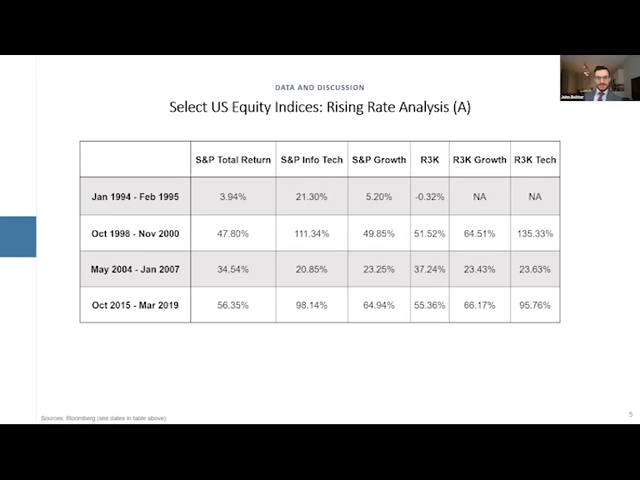 DATA AND DISCUSSION
Select US Equity Indices: Rising Rate Analysis (A)
S&P Total Return S&P Info Tech S&P Growth R3K R3K Growth R3K Tech
Jan 1994 - Feb 1995 3.94% 21.30% 5.20% -0.32% NA NA
Oct 1998 - Nov 2000 47.80% 111.34% 49.85% 51.52% 64.51% 135.33%
May 2004 - Jan 2007 34.54% 20.85% 23.25% 37.24% 23.43% 23.63%
Oct 2015 - Mar 2019 56.35% 98.14% 64.94% 55.36% 66.17% 95.76%
Sources: Bloomberg (see dates in table above)
5